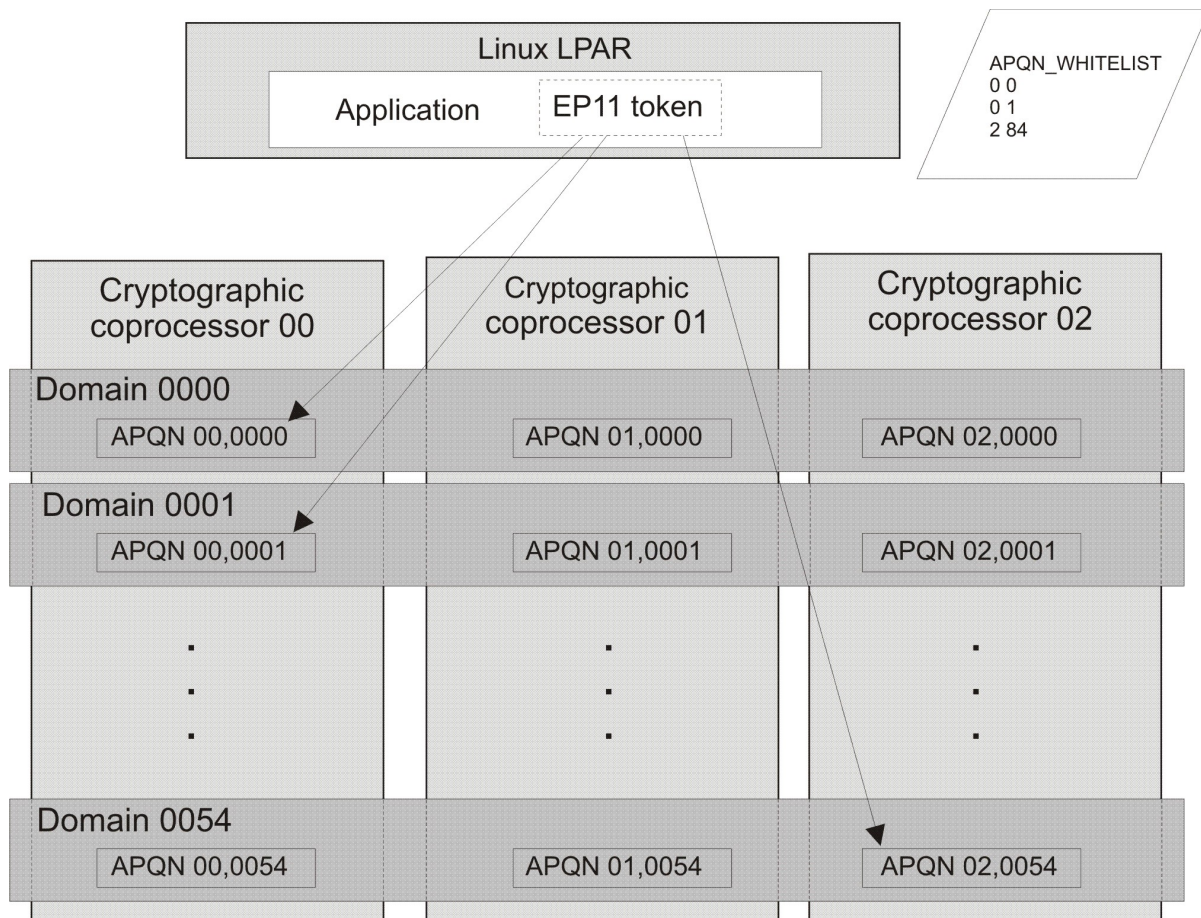 Linux LPAR
Application
EP11 token
APQN_WHITELIST
0 0
0 1
2 84
Cryptographic
coprocessor 00
Cryptographic
coprocessor 01
Cryptographic
coprocessor 02
Domain 0000
APQN 00,0000
APQN 01,0000
APQN 02,0000
Domain 0001
APQN 00,0001
APQN 01,0001
APQN 02,0001
Domain 0054
APQN 00,0054
APQN 01,0054
APQN 02,0054